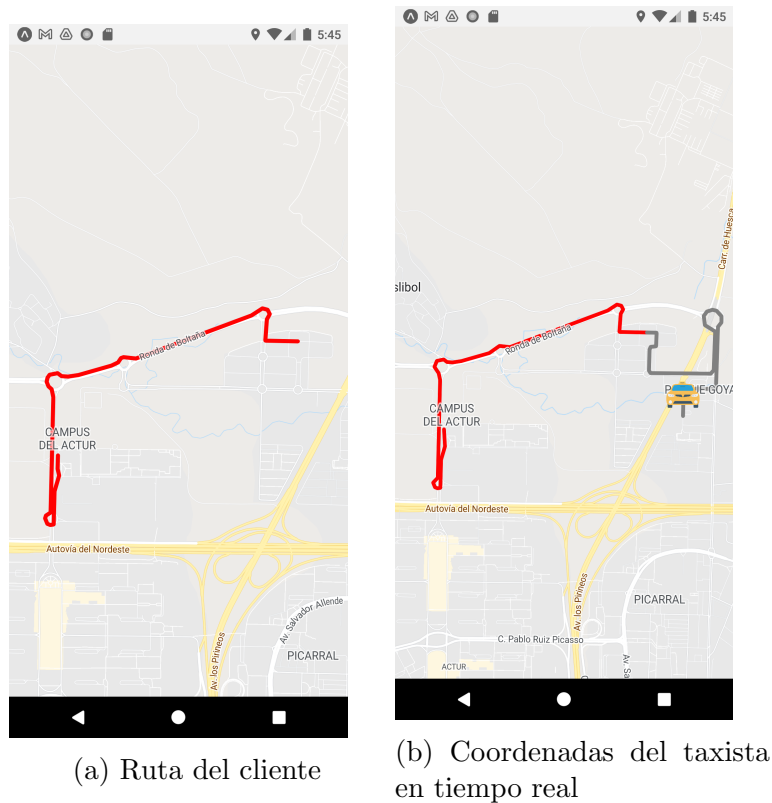 5:45
Ronda de Boltaña
CAMPUS
DEL ACTUR
Autovía del Nordeste
Av. Salvador Allende
Av. los Pirineos
PICARRAL
(a) Ruta del cliente
5:45
Carr. de Huesca
slibol
Ronda de Boltaña
CAMPUS
DEL ACTUR
Autovía del Nordeste
PICARRAL
Av. los Pirineos
C. Pablo Ruiz Picasso
Av. Sa
ACTUR
(b) Coordenadas del taxista
en tiempo real